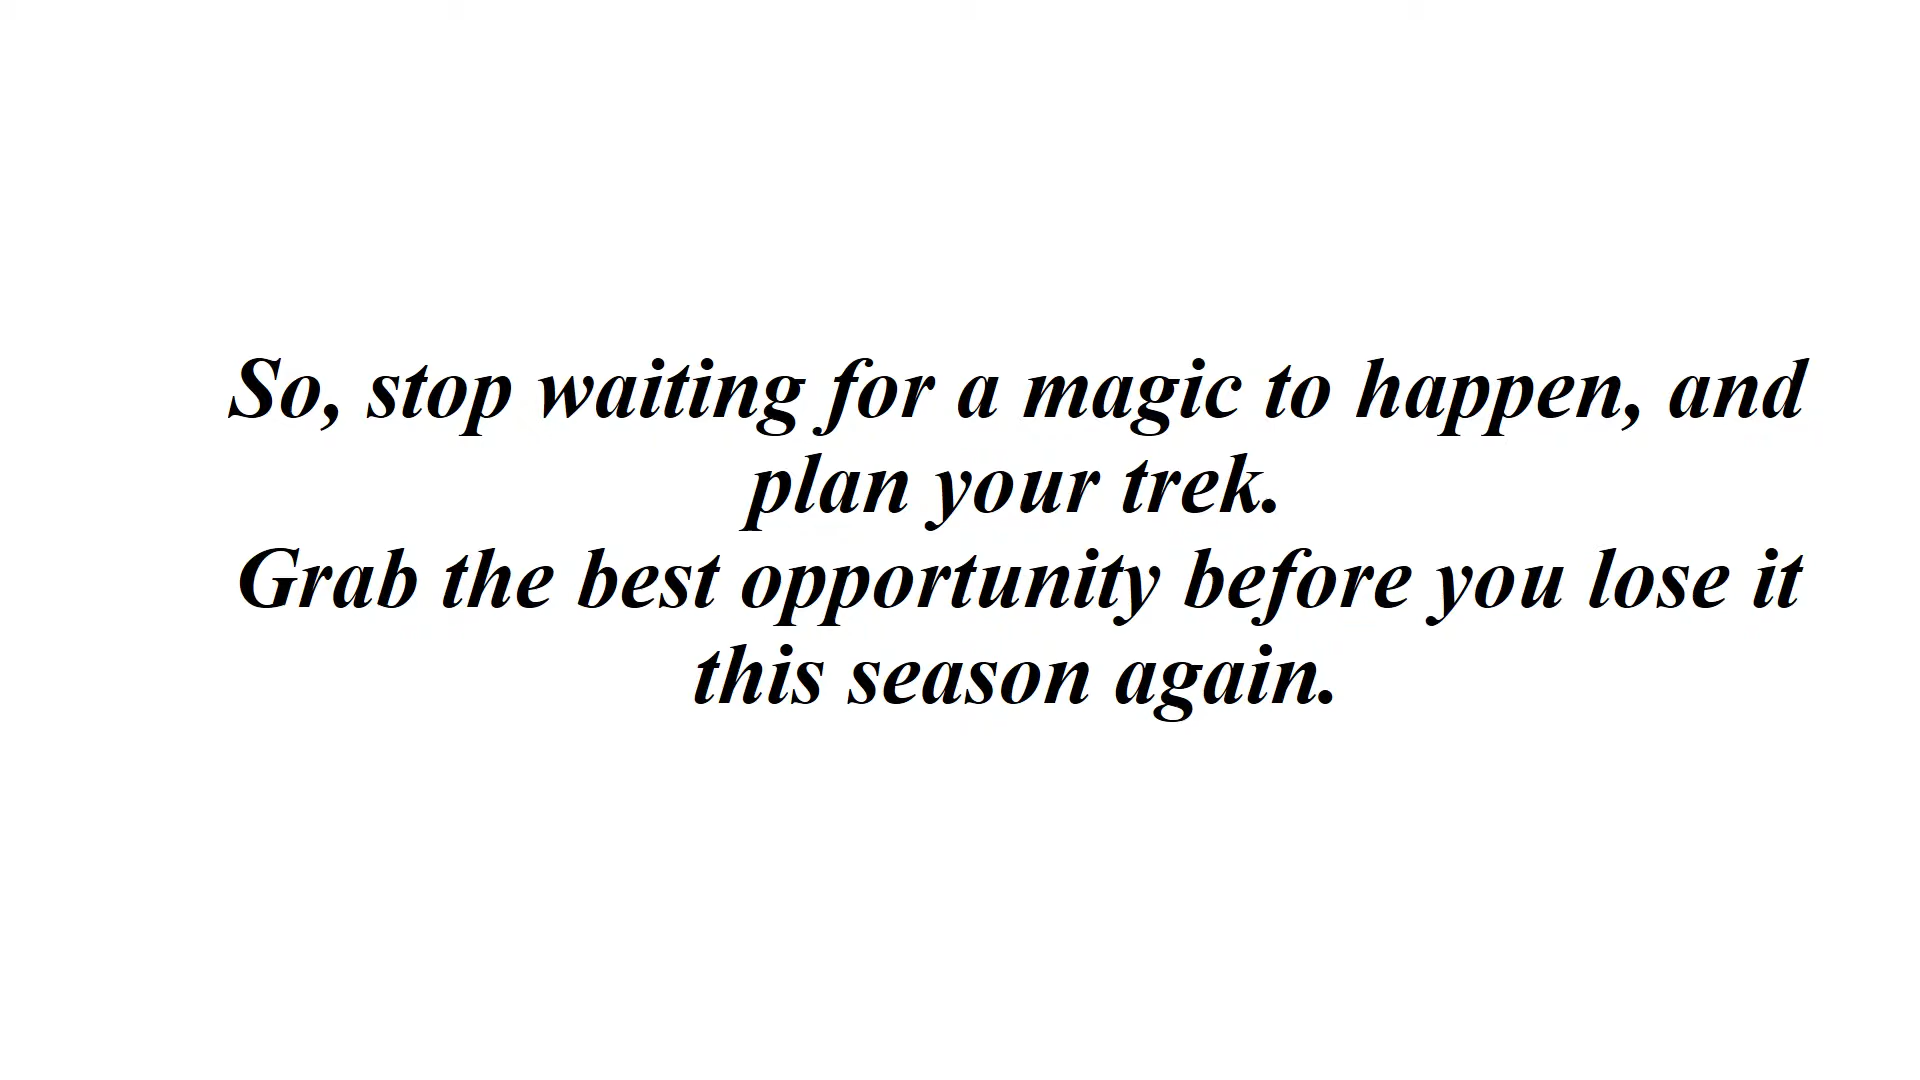 So, stop waiting for a magic to happen, and
plan your trek.
Grab the best opportunity before you lose it
this season again.